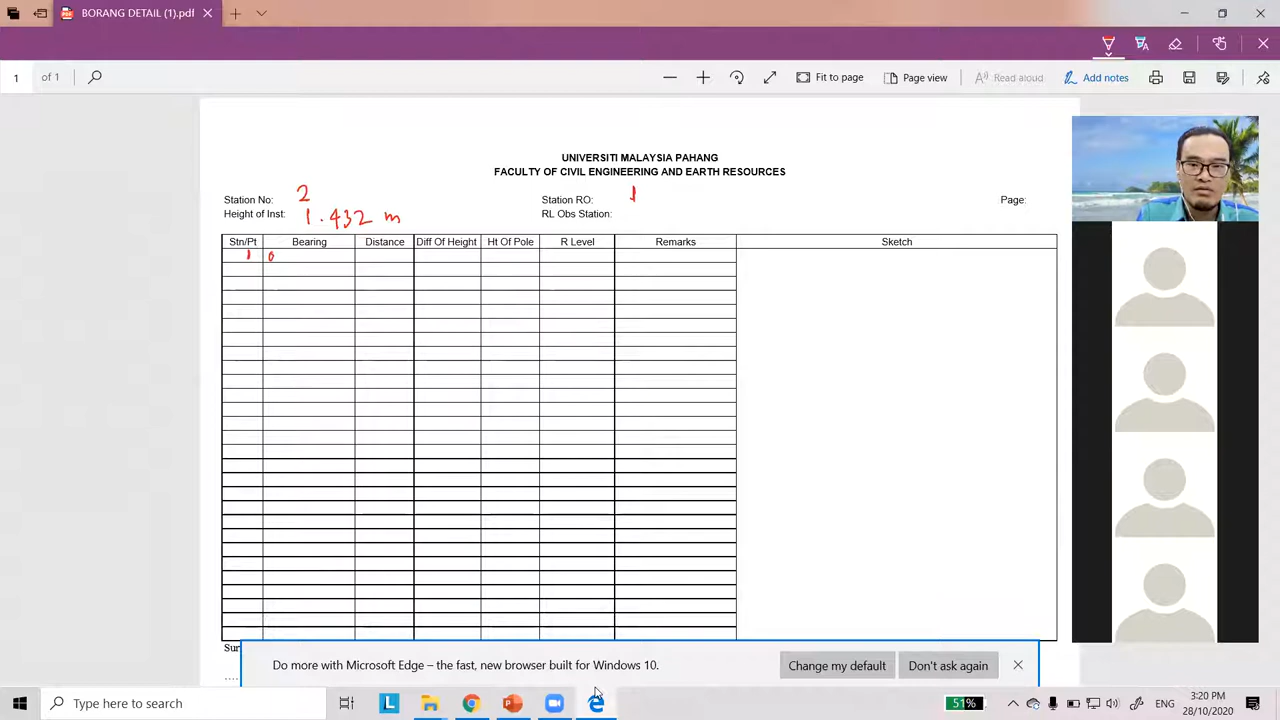 BORANG DETAIL (1).pdf
1 of 1
Fit to page
Page view
Read aloud
Add notes
UNIVERSITI MALAYSIA PAHANG
FACULTY OF CIVIL ENGINEERING AND EARTH RESOURCES
Station No: 2
Station RO: 1
Page:
Height of Inst: 1.432 m
RL Obs Station:
Stn/Pt Bearing Distance Diff Of Height Ht Of Pole R Level Remarks Sketch
1 0
Do more with Microsoft Edge – the fast, new browser built for Windows 10.
Change my default
Don't ask again
Type here to search
51%
ENG
3:20 PM
28/10/2020